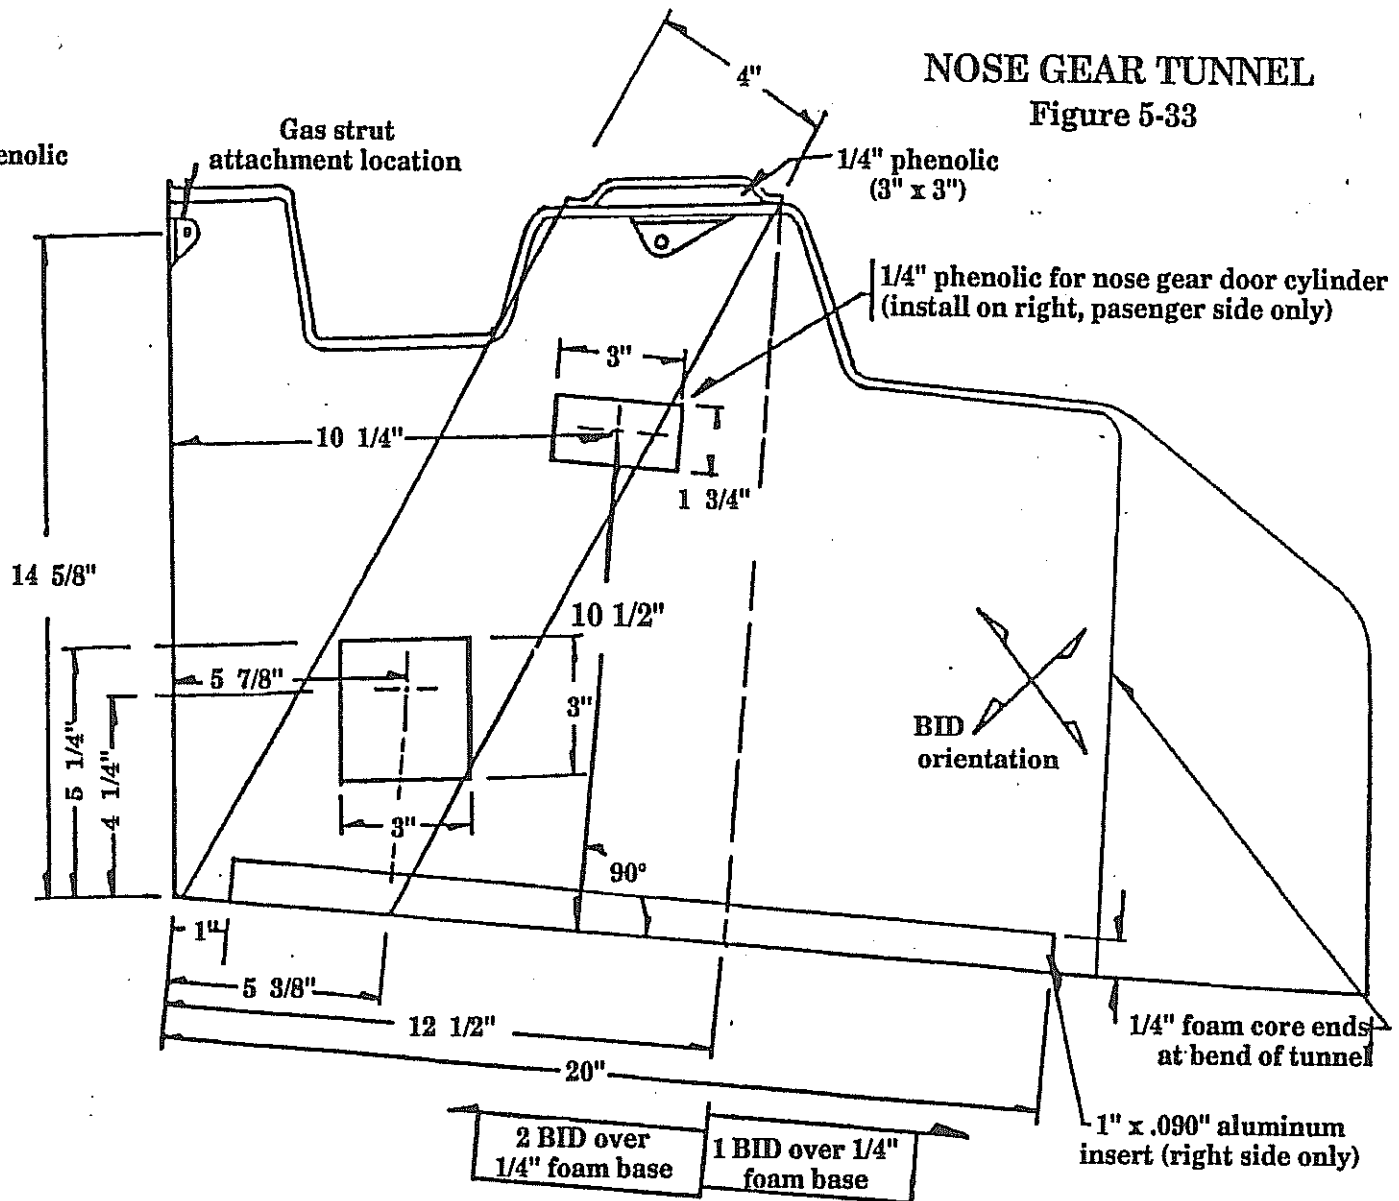 NOSE GEAR TUNNEL
Figure 5-33
4"
enolic
Gas strut
attachment location
1/4" phenolic
(3" x 3")
1/4" phenolic for nose gear door cylinder
(install on right, pasenger side only)
3"
10 1/4"
1 3/4"
14 5/8"
10 1/2"
5 7/8"
3"
5 1/4"
4 1/4"
BID
orientation
3"
90°
1"
5 3/8"
12 1/2"
20"
1/4" foam core ends
at bend of tunnel
1" x .090" aluminum
insert (right side only)
2 BID over
1/4" foam base
1 BID over 1/4"
foam base